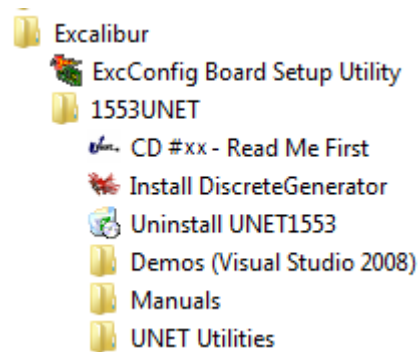 Excalibur
ExcConfig Board Setup Utility
1553UNET
CD #xx - Read Me First
Install DiscreteGenerator
Uninstall UNET1553
Demos (Visual Studio 2008)
Manuals
UNET Utilities